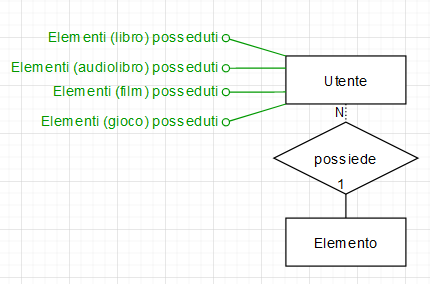 Elementi (libro) posseduti
Elementi (audiolibro) posseduti
Elementi (film) posseduti
Elementi (gioco) posseduti
Utente
N
possiede
1
Elemento